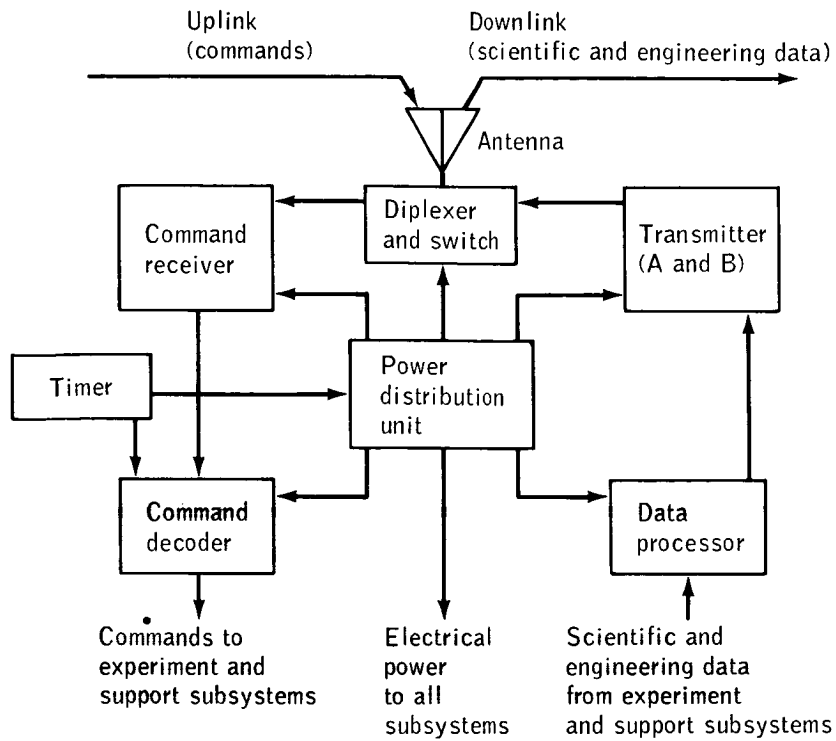 Uplink
(commands)
Downlink
(scientific and engineering data)
Antenna
Command
receiver
Diplexer
and switch
Transmitter
(A and B)
Timer
Power
distribution
unit
Command
decoder
Data
processor
Commands to
experiment and
support subsystems
Electrical
power
to all
subsystems
Scientific and
engineering data
from experiment
and support subsystems